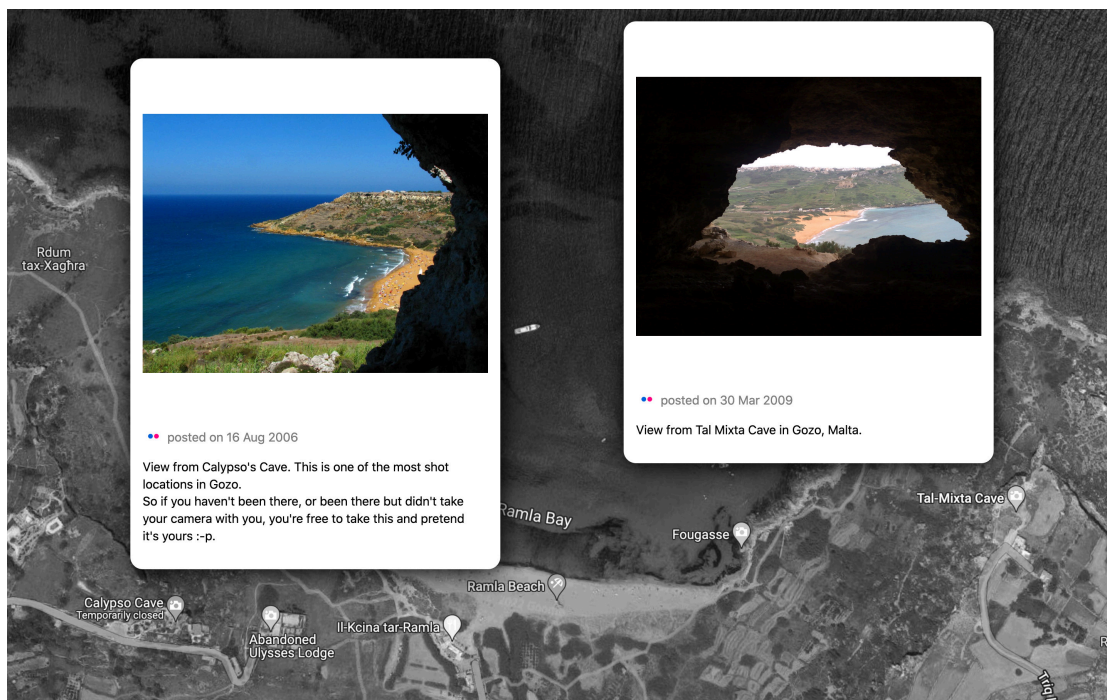 Rdum
tax-Xagħra
posted on 16 Aug 2006
View from Calypso's Cave. This is one of the most shot
locations in Gozo.
So if you haven't been there, or been there but didn't take
your camera with you, you're free to take this and pretend
it's yours :-p.
posted on 30 Mar 2009
View from Tal Mixta Cave in Gozo, Malta.
Tal-Mixta Cave
Ramla Bay
Fougasse
Ramla Beach
Calypso Cave
Temporarily closed
Il-Kcina tar-Ramla
Abandoned
Ulysses Lodge
R
Triq